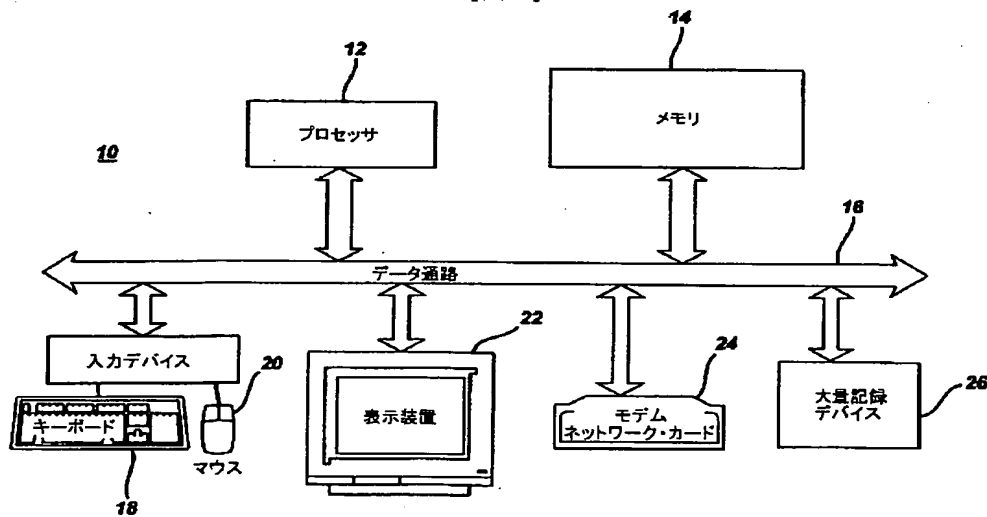 14
12
プロセッサ
メモリ
10
16
データ通路
22
24
20
入力デバイス
26
キーボード
表示装置
モデム
ネットワーク・カード
大量記録
デバイス
マウス
18